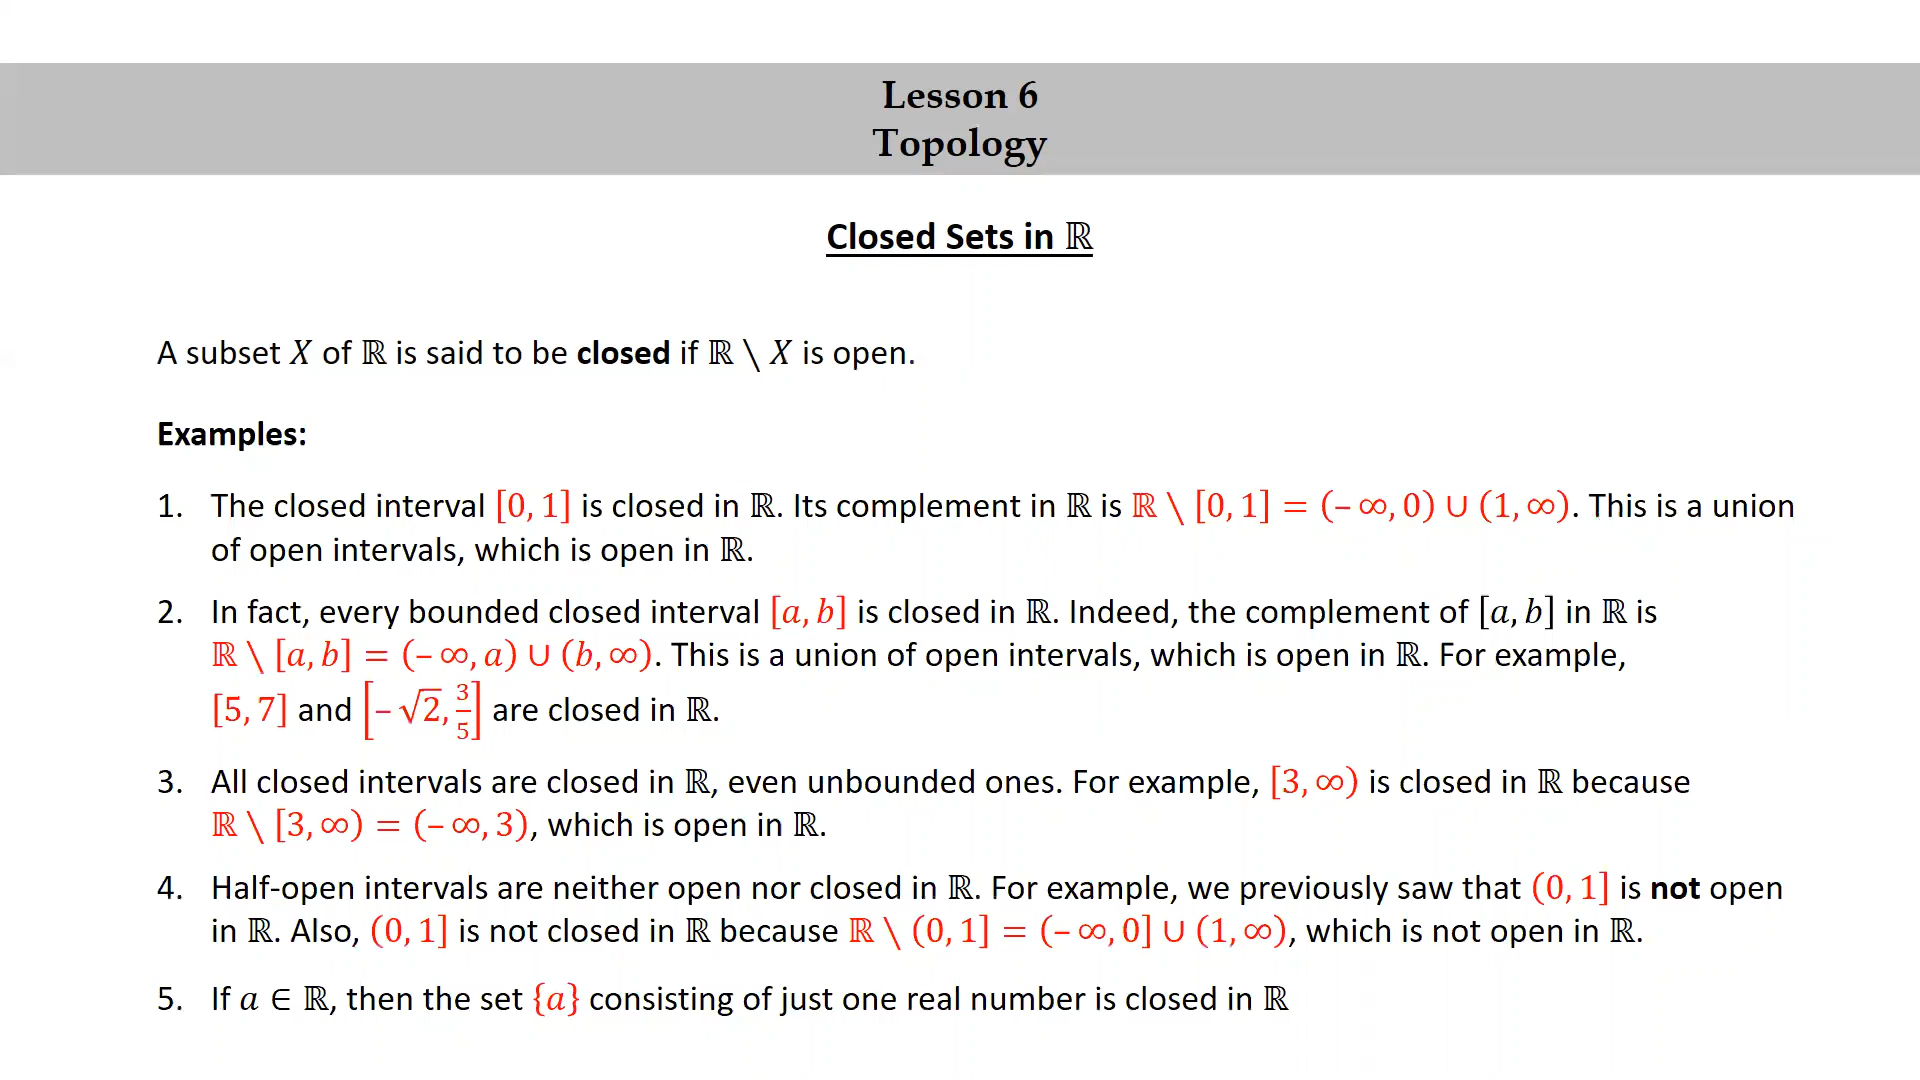 Lesson 6
Topology
Closed Sets in ℝ
A subset X of ℝ is said to be closed if ℝ \ X is open.
Examples:
1. The closed interval [0, 1] is closed in ℝ. Its complement in ℝ is ℝ \ [0, 1] = (– ∞, 0) ∪ (1, ∞). This is a union
of open intervals, which is open in ℝ.
2. In fact, every bounded closed interval [a, b] is closed in ℝ. Indeed, the complement of [a, b] in ℝ is
ℝ \ [a, b] = (– ∞, a) ∪ (b, ∞). This is a union of open intervals, which is open in ℝ. For example,
[5, 7] and [– √2, 3/5] are closed in ℝ.
3. All closed intervals are closed in ℝ, even unbounded ones. For example, [3, ∞) is closed in ℝ because
ℝ \ [3, ∞) = (– ∞, 3), which is open in ℝ.
4. Half-open intervals are neither open nor closed in ℝ. For example, we previously saw that (0, 1] is not open
in ℝ. Also, (0, 1] is not closed in ℝ because ℝ \ (0, 1] = (– ∞, 0] ∪ (1, ∞), which is not open in ℝ.
5. If a ∈ ℝ, then the set {a} consisting of just one real number is closed in ℝ